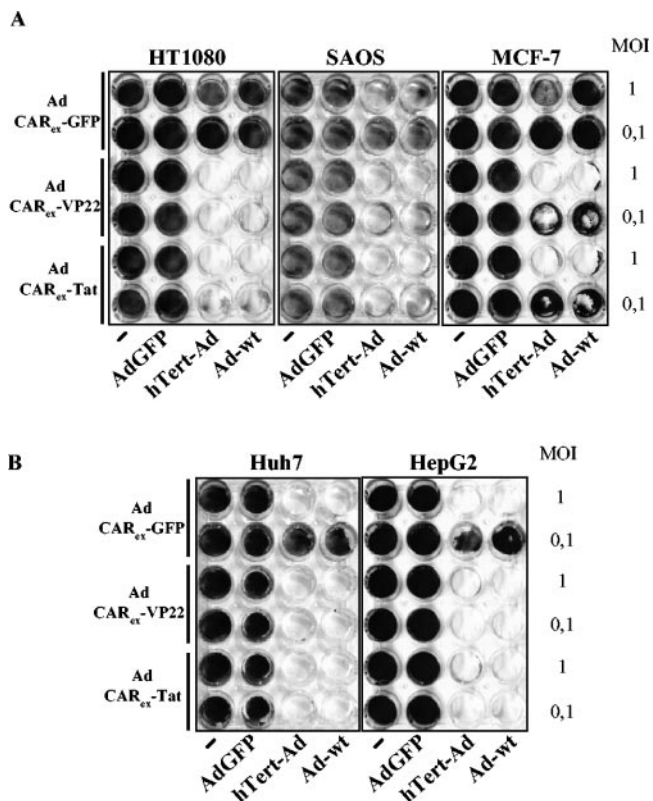 A
HT1080 SAOS MCF-7 MOI
Ad
CARex-GFP
1
0,1
Ad
CARex-VP22
1
0,1
Ad
CARex-Tat
1
0,1
– AdGFP hTert-Ad Ad-wt – AdGFP hTert-Ad Ad-wt – AdGFP hTert-Ad Ad-wt
B
Huh7 HepG2 MOI
Ad
CARex-GFP
1
0,1
Ad
CARex-VP22
1
0,1
Ad
CARex-Tat
1
0,1
– AdGFP hTert-Ad Ad-wt – AdGFP hTert-Ad Ad-wt